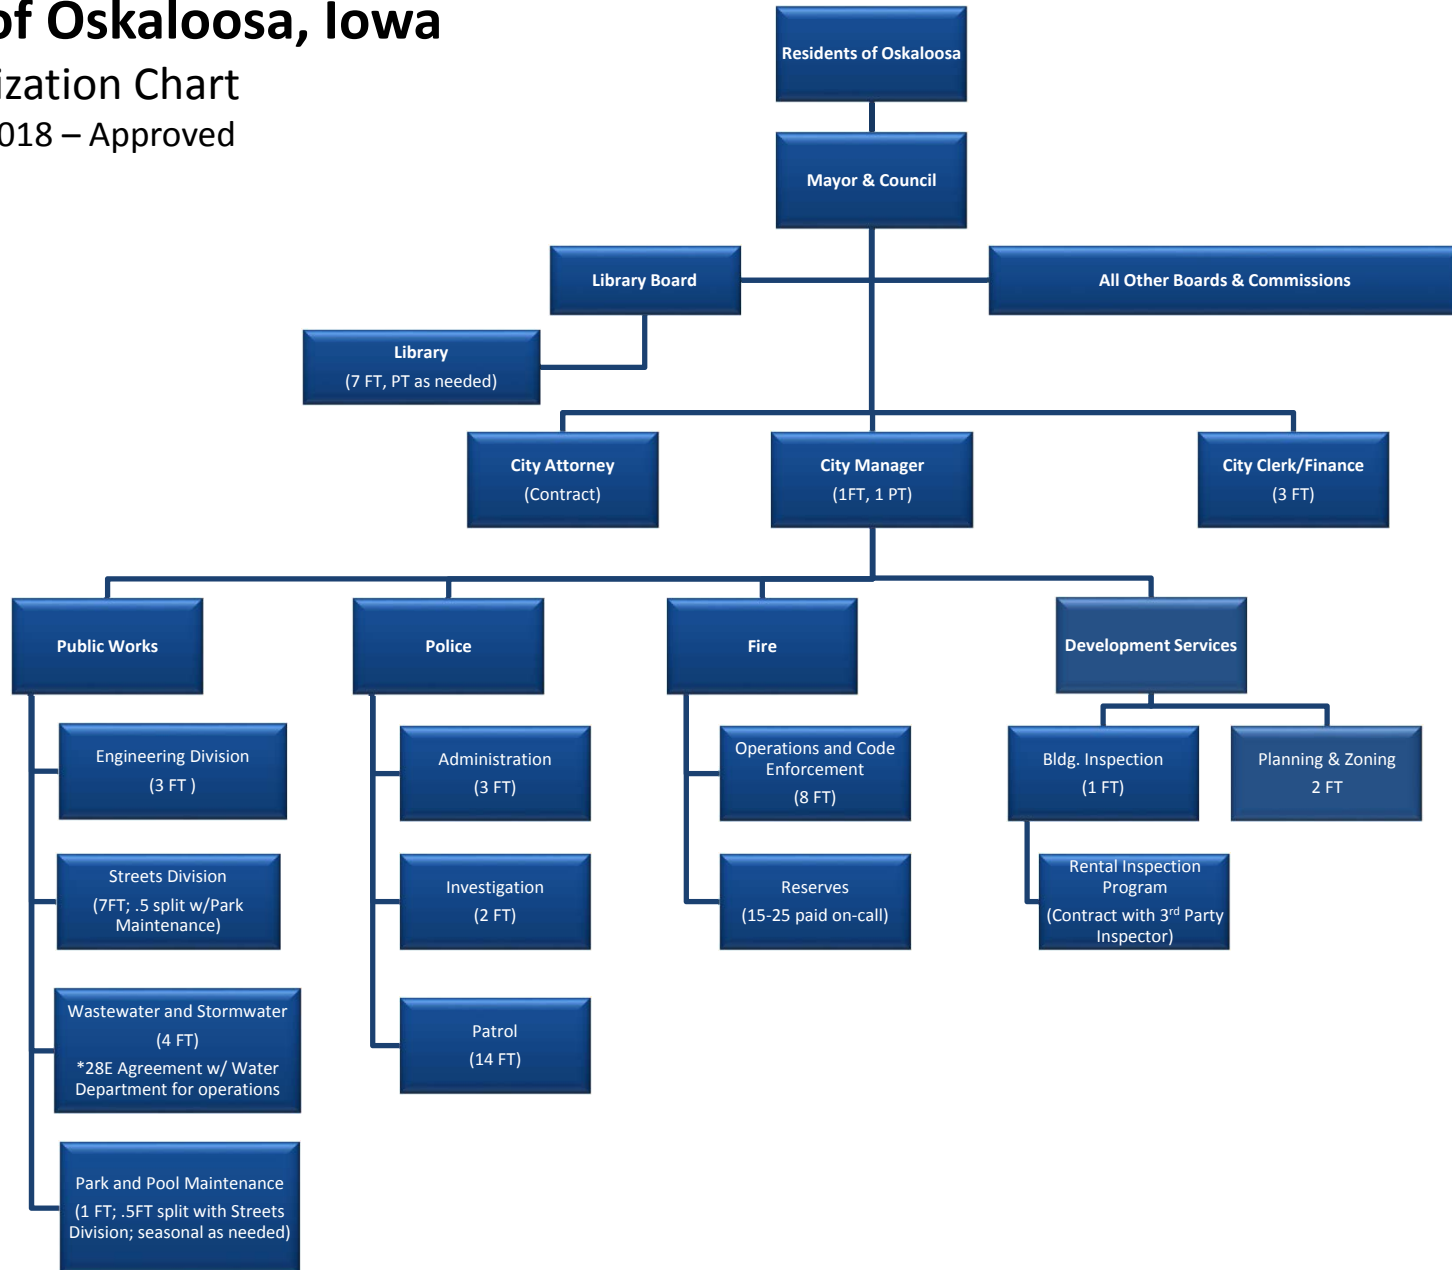 of Oskaloosa, Iowa
ization Chart
018 – Approved
Residents of Oskaloosa
Mayor & Council
Library Board
All Other Boards & Commissions
Library
(7 FT, PT as needed)
City Attorney
(Contract)
City Manager
(1FT, 1 PT)
City Clerk/Finance
(3 FT)
Public Works
Police
Fire
Development Services
Engineering Division
(3 FT )
Streets Division
(7FT; .5 split w/Park
Maintenance)
Wastewater and Stormwater
(4 FT)
*28E Agreement w/ Water
Department for operations
Park and Pool Maintenance
(1 FT; .5FT split with Streets
Division; seasonal as needed)
Administration
(3 FT)
Investigation
(2 FT)
Patrol
(14 FT)
Operations and Code
Enforcement
(8 FT)
Reserves
(15-25 paid on-call)
Bldg. Inspection
(1 FT)
Rental Inspection
Program
(Contract with 3rd Party
Inspector)
Planning & Zoning
2 FT